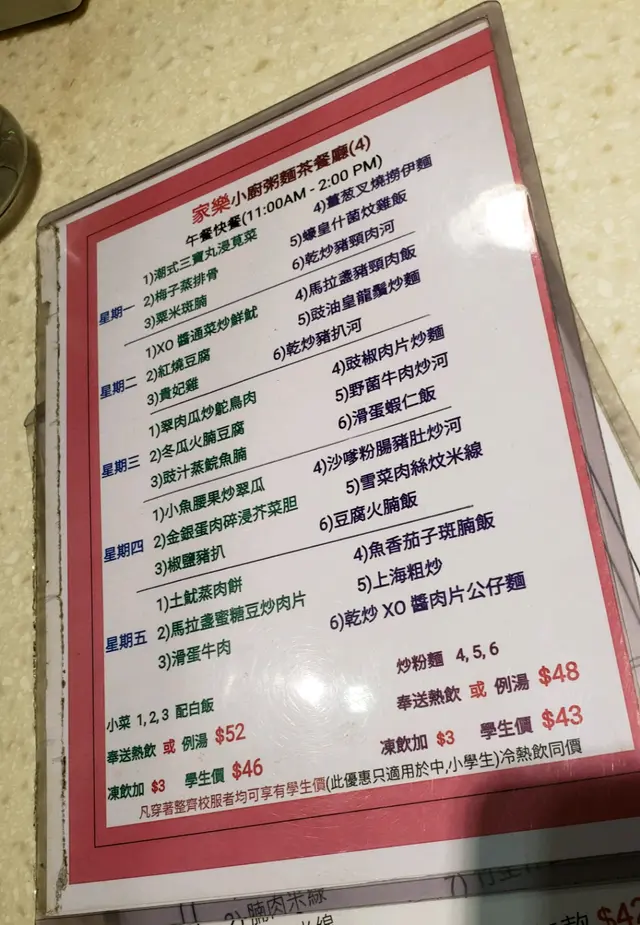 家樂小廚粥麵茶餐廳(4)
午餐快餐(11:00AM - 2:00 PM)
星期一
1)潮式三寶丸浸莧菜
2)梅子蒸排骨
3)粟米斑腩
4)薑葱叉燒撈伊麵
5)蠔皇什菌炆雞飯
6)乾炒豬頸肉河
星期二
1)XO 醬通菜炒鮮魷
2)紅燒豆腐
3)貴妃雞
4)馬拉盞豬頸肉飯
5)豉油皇龍鬚炒麵
6)乾炒豬扒河
星期三
1)翠肉瓜炒鴕鳥肉
2)冬瓜火腩豆腐
3)豉汁蒸鯇魚腩
4)豉椒肉片炒麵
5)野菌牛肉炒河
6)滑蛋蝦仁飯
星期四
1)小魚腰果炒翠瓜
2)金銀蛋肉碎浸芥菜胆
3)椒鹽豬扒
4)沙嗲粉腸豬肚炒河
5)雪菜肉絲炆米線
6)豆腐火腩飯
星期五
1)土魷蒸肉餅
2)馬拉盞蜜糖豆炒肉片
3)滑蛋牛肉
4)魚香茄子斑腩飯
5)上海粗炒
6)乾炒 XO 醬肉片公仔麵
小菜 1, 2, 3 配白飯
奉送熱飲 或 例湯 $52
凍飲加 $3 學生價 $46
炒粉麵 4, 5, 6
奉送熱飲 或 例湯 $48
凍飲加 $3 學生價 $43
凡穿著整齊校服者均可享有學生價(此優惠只適用於中,小學生)冷熱飲同價
腩肉米線
7)
米線
$42